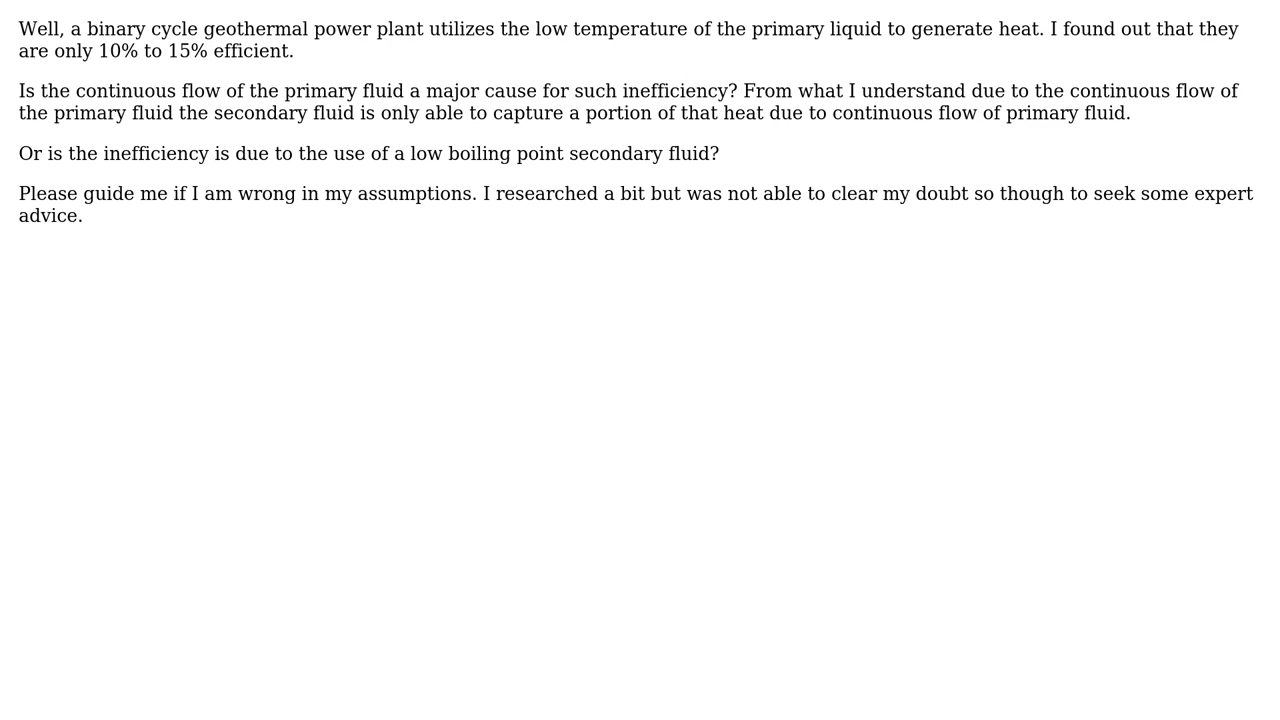 Well, a binary cycle geothermal power plant utilizes the low temperature of the primary liquid to generate heat. I found out that they
are only 10% to 15% efficient.
Is the continuous flow of the primary fluid a major cause for such inefficiency? From what I understand due to the continuous flow of
the primary fluid the secondary fluid is only able to capture a portion of that heat due to continuous flow of primary fluid.
Or is the inefficiency is due to the use of a low boiling point secondary fluid?
Please guide me if I am wrong in my assumptions. I researched a bit but was not able to clear my doubt so though to seek some expert
advice.